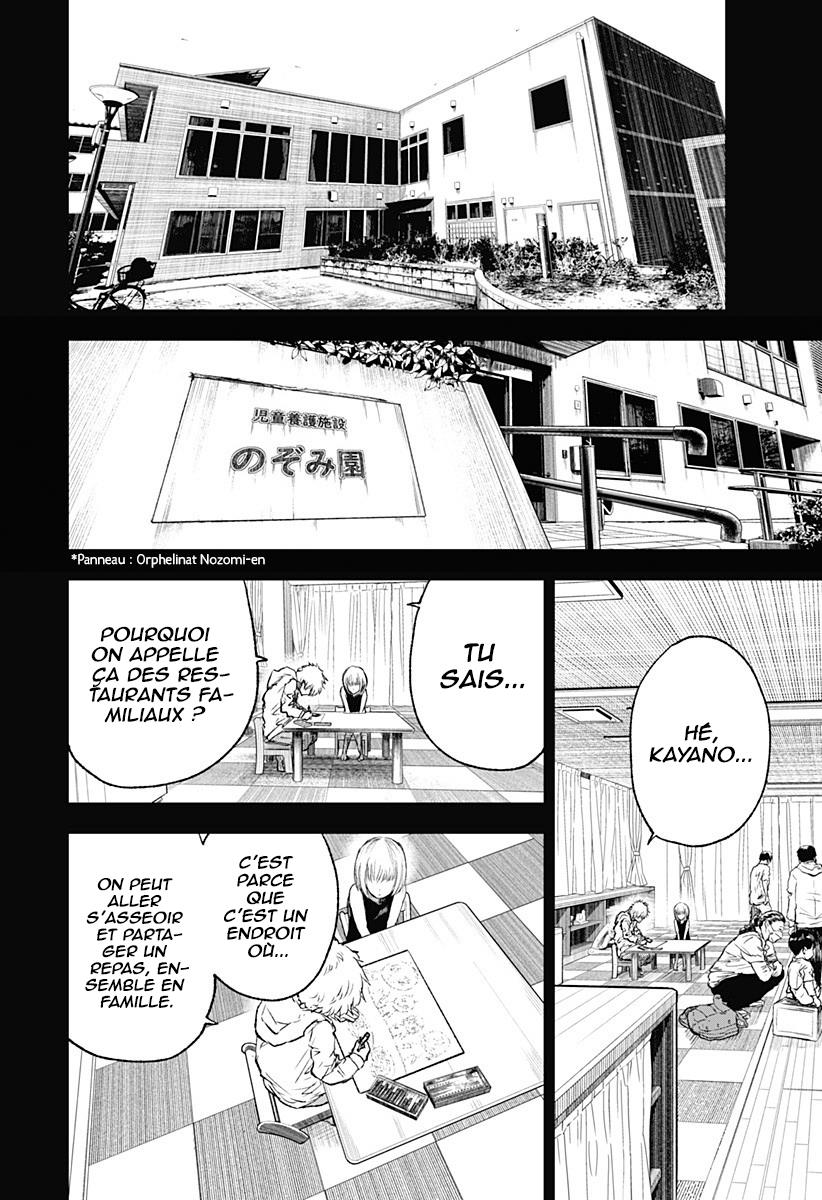 児童養護施設
のぞみ園
*Panneau : Orphelinat Nozomi-en
HÉ,
KAYANO...
TU
SAIS...
POURQUOI
ON APPELLE
ÇA DES RES-
TAURANTS FA-
MILIAUX ?
C'EST
PARCE
QUE
C'EST UN
ENDROIT
OÙ...
ON PEUT
ALLER
S'ASSEOIR
ET PARTA-
GER UN
REPAS, EN-
SEMBLE EN
FAMILLE.